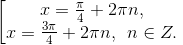 x = π/4 + 2πn,
x = 3π/4 + 2πn, n ∈ Z.